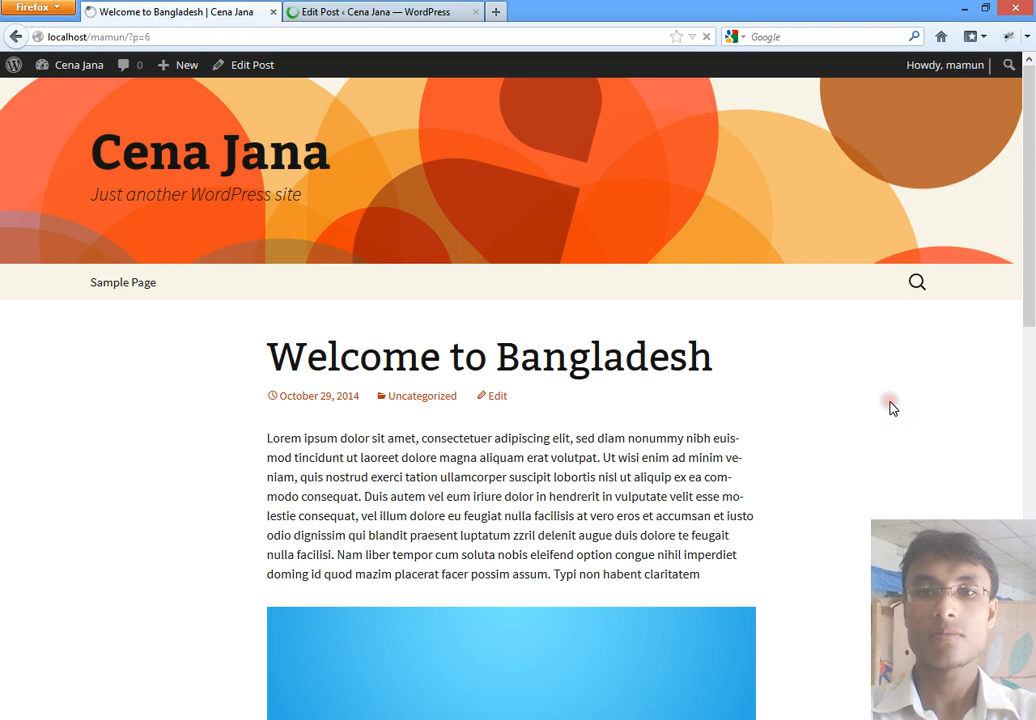 Firefox
Welcome to Bangladesh | Cena Jana
Edit Post ‹ Cena Jana — WordPress
localhost/mamun/?p=6
Google
Cena Jana
0
New
Edit Post
Howdy, mamun
Cena Jana
Just another WordPress site
Sample Page
Welcome to Bangladesh
October 29, 2014 Uncategorized Edit
Lorem ipsum dolor sit amet, consectetuer adipiscing elit, sed diam nonummy nibh euis-
mod tincidunt ut laoreet dolore magna aliquam erat volutpat. Ut wisi enim ad minim ve-
niam, quis nostrud exerci tation ullamcorper suscipit lobortis nisl ut aliquip ex ea com-
modo consequat. Duis autem vel eum iriure dolor in hendrerit in vulputate velit esse mo-
lestie consequat, vel illum dolore eu feugiat nulla facilisis at vero eros et accumsan et iusto
odio dignissim qui blandit praesent luptatum zzril delenit augue duis dolore te feugait
nulla facilisi. Nam liber tempor cum soluta nobis eleifend option congue nihil imperdiet
doming id quod mazim placerat facer possim assum. Typi non habent claritatem